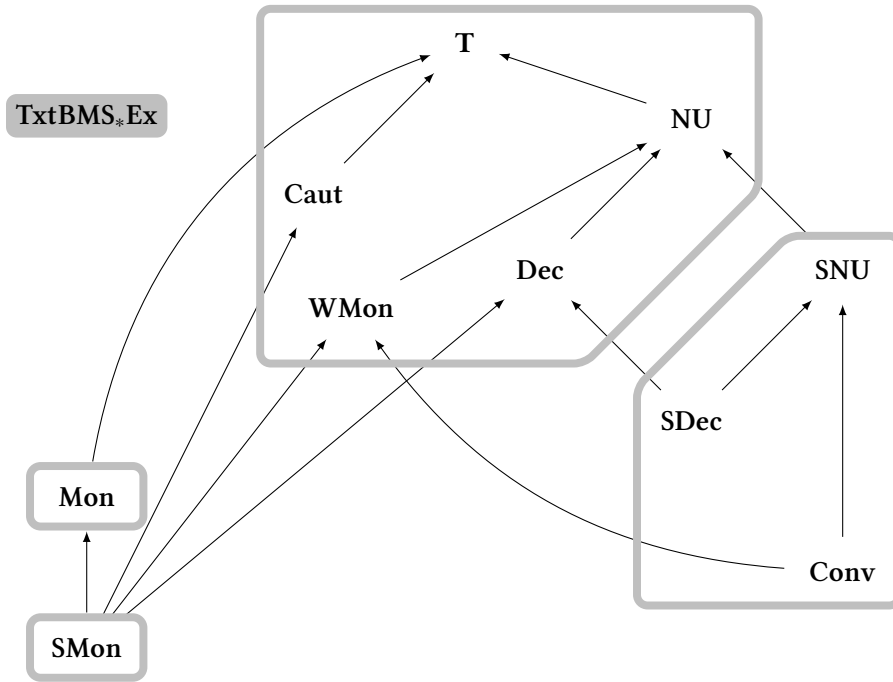 T
TxtBMS*Ex
NU
Caut
Dec
SNU
WMon
SDec
Mon
Conv
SMon